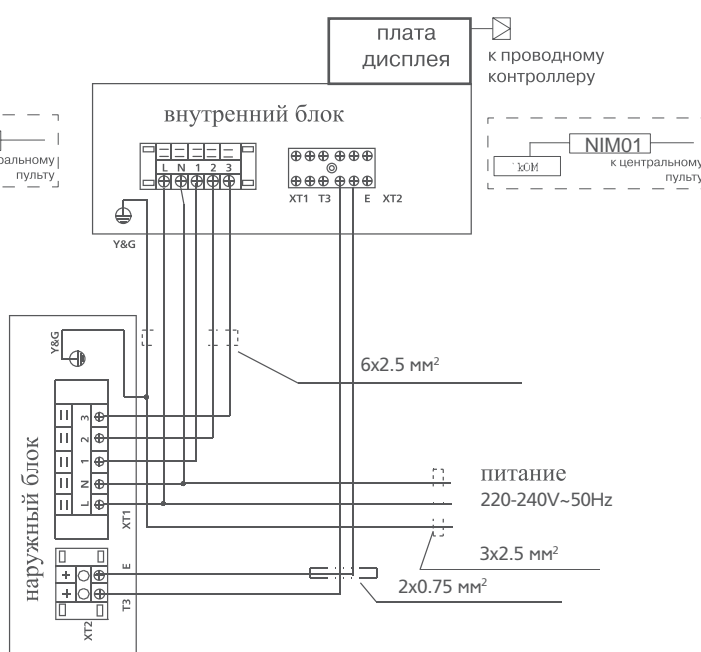 плата
дисплея
к проводному
контроллеру
внутренний блок
ральному
пульту
NIM01
kOM
к центральному
пульту
L N 1 2 3
XT1 T3 E XT2
Y&G
Y&G
6x2.5 мм²
3
2
1
N
L
XT1
наружный блок
питание
220-240V~50Hz
3x2.5 мм²
E
2x0.75 мм²
T3
XT2